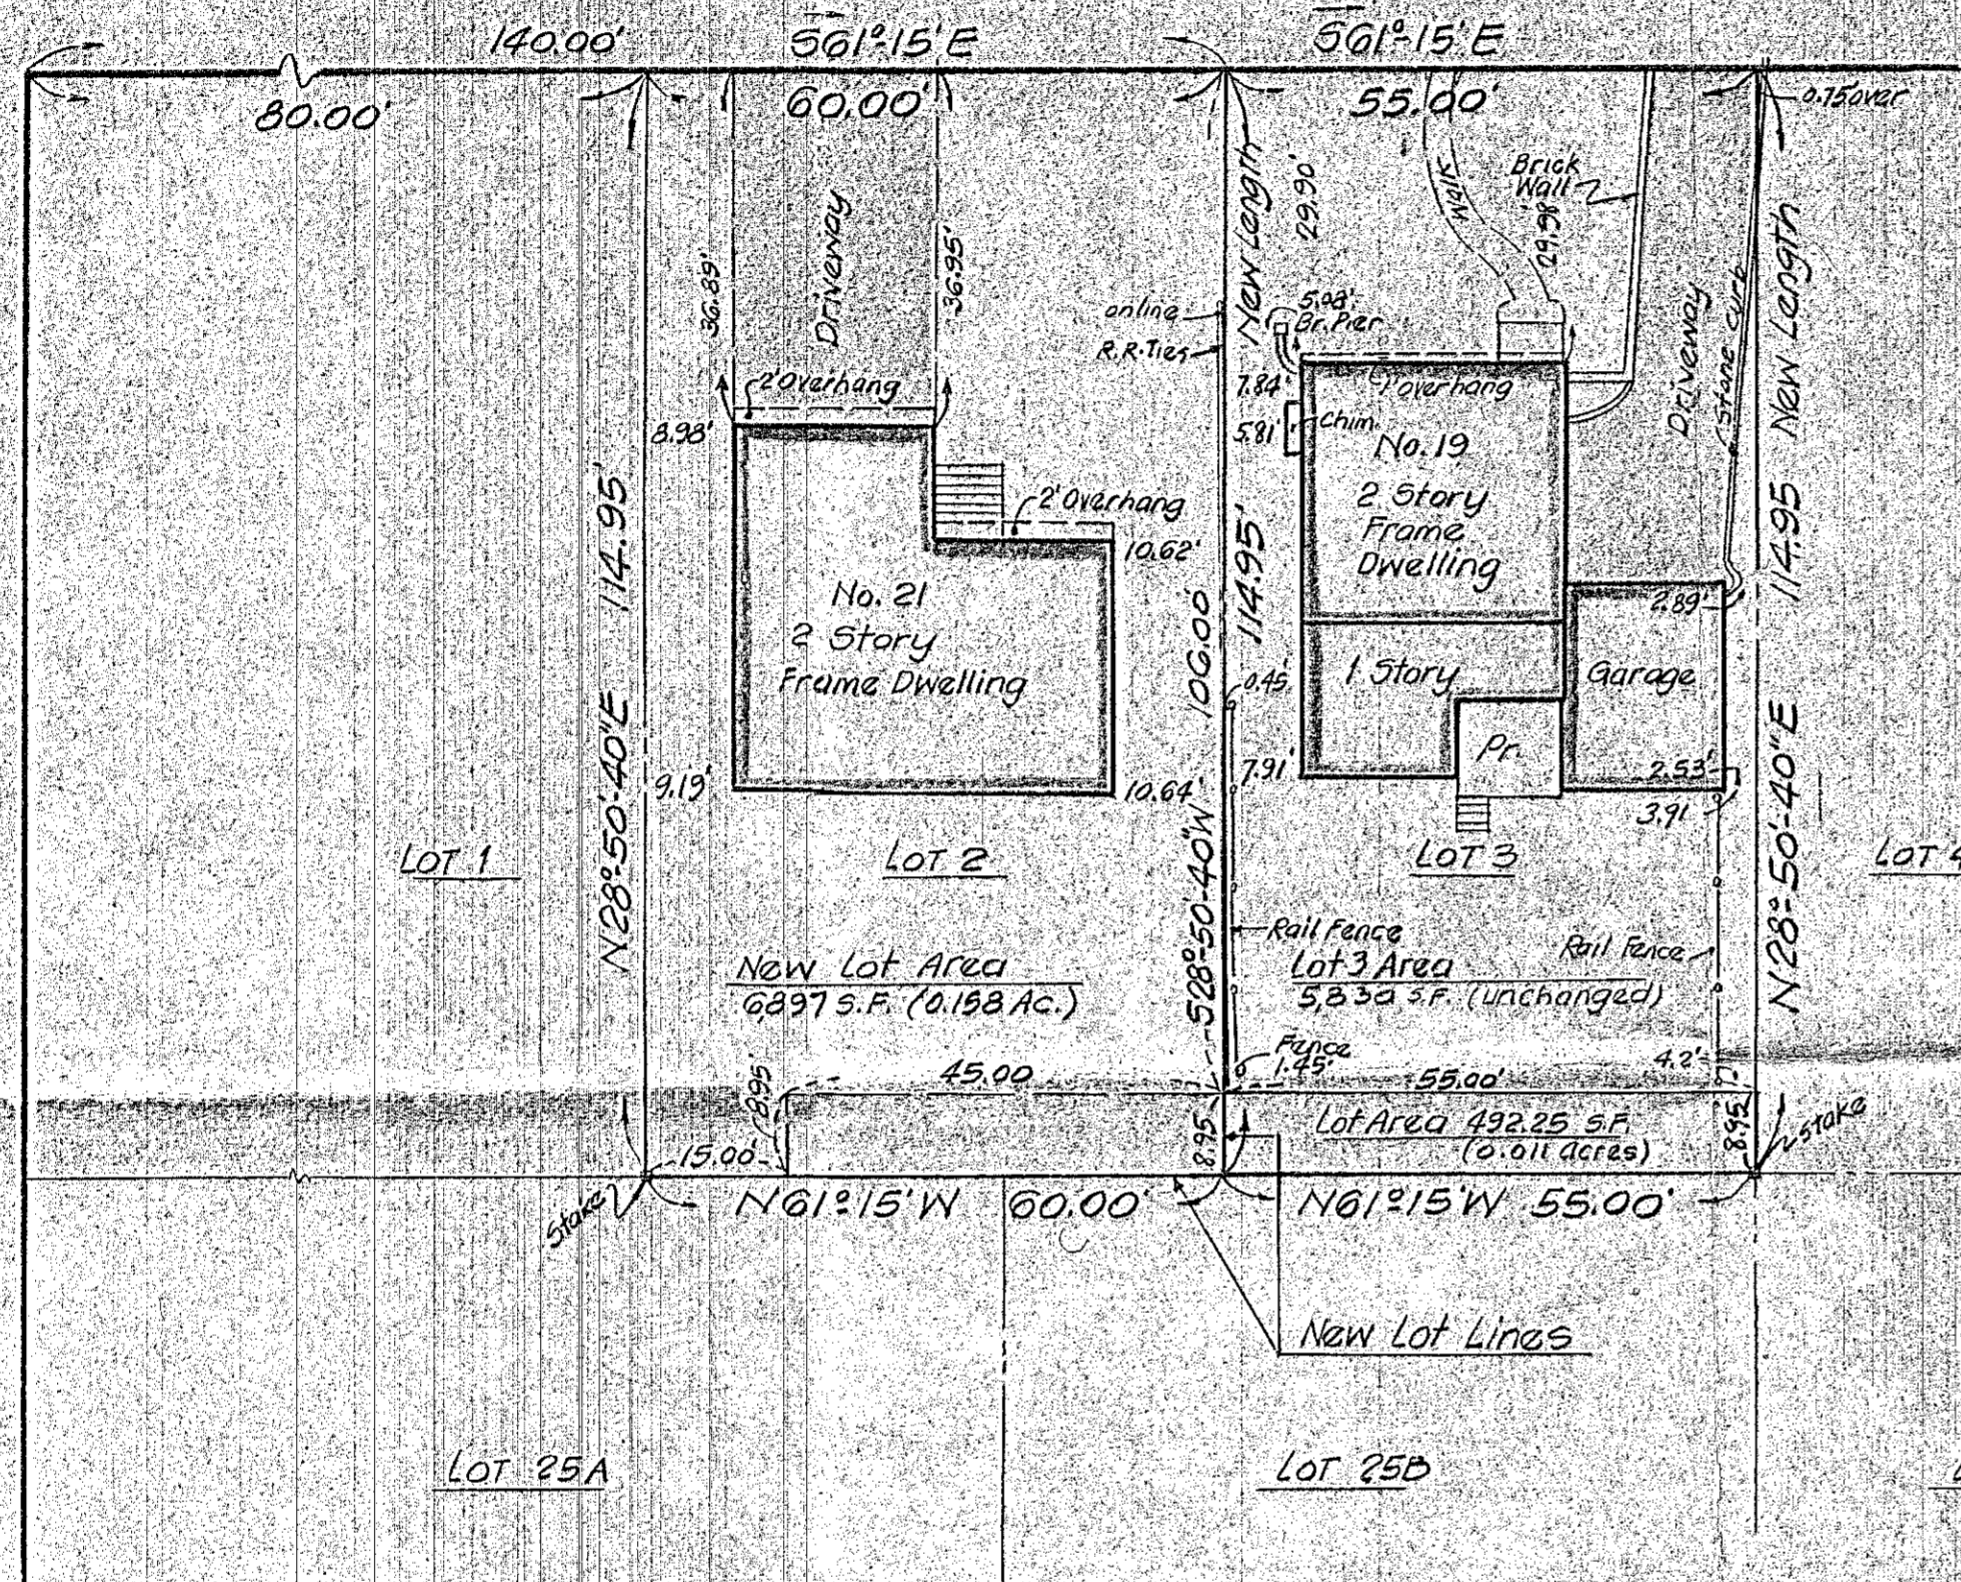 140.00'
S61°-15'E
S61°-15'E
80.00'
60.00'
55.00'
0.75 over
Driveway
36.89'
36.95'
New Length
29.90'
Walk
Brick
Wall
29.98'
Driveway
Stone Curb
New Length
online
R.R. Ties
5.08'
Br. Pier
2' Overhang
8.98'
7.84'
1' overhang
5.81'
Chim.
No. 19
2 Story
Frame
Dwelling
2' Overhang
10.62'
114.95'
N28°-50'-40"E
106.00'
114.95'
114.95
N28°-50'-40"E
No. 21
2 Story
Frame Dwelling
0.45'
1 Story
Garage
2.89'
Pr.
9.19'
10.64'
7.91'
2.53'
3.91
LOT 1
LOT 2
LOT 3
LOT 4
S28°-50'-40"W
Rail Fence
Rail Fence
New Lot Area
6897 S.F. (0.158 Ac.)
Lot 3 Area
5,830 S.F. (unchanged)
Fence
1.45'
4.2'
8.95'
45.00
55.00'
15.00
8.95'
Lot Area 492.25 S.F.
(0.011 acres)
8.95'
Stake
Stake
N61°15'W 60.00'
N61°15'W 55.00'
New Lot Lines
LOT 25A
LOT 25B